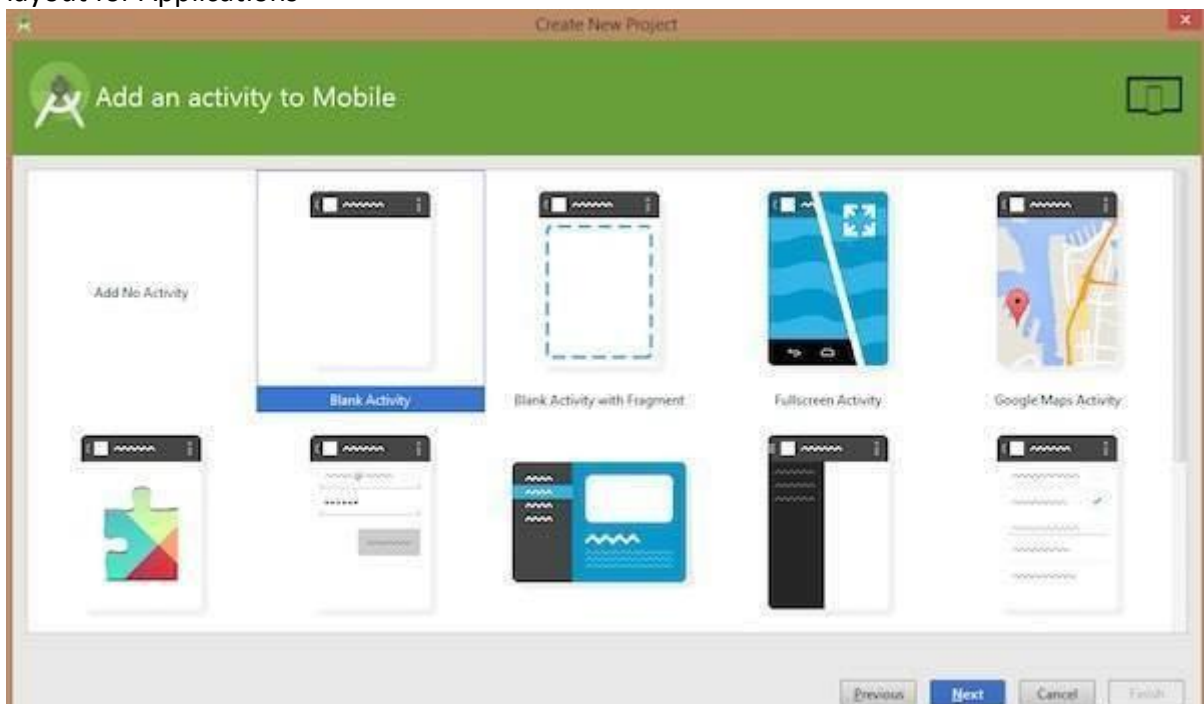 layout for Applications
Create New Project
Add an activity to Mobile
Add No Activity
Blank Activity
Blank Activity with Fragment
Fullscreen Activity
Google Maps Activity
Previous
Next
Cancel
Finish